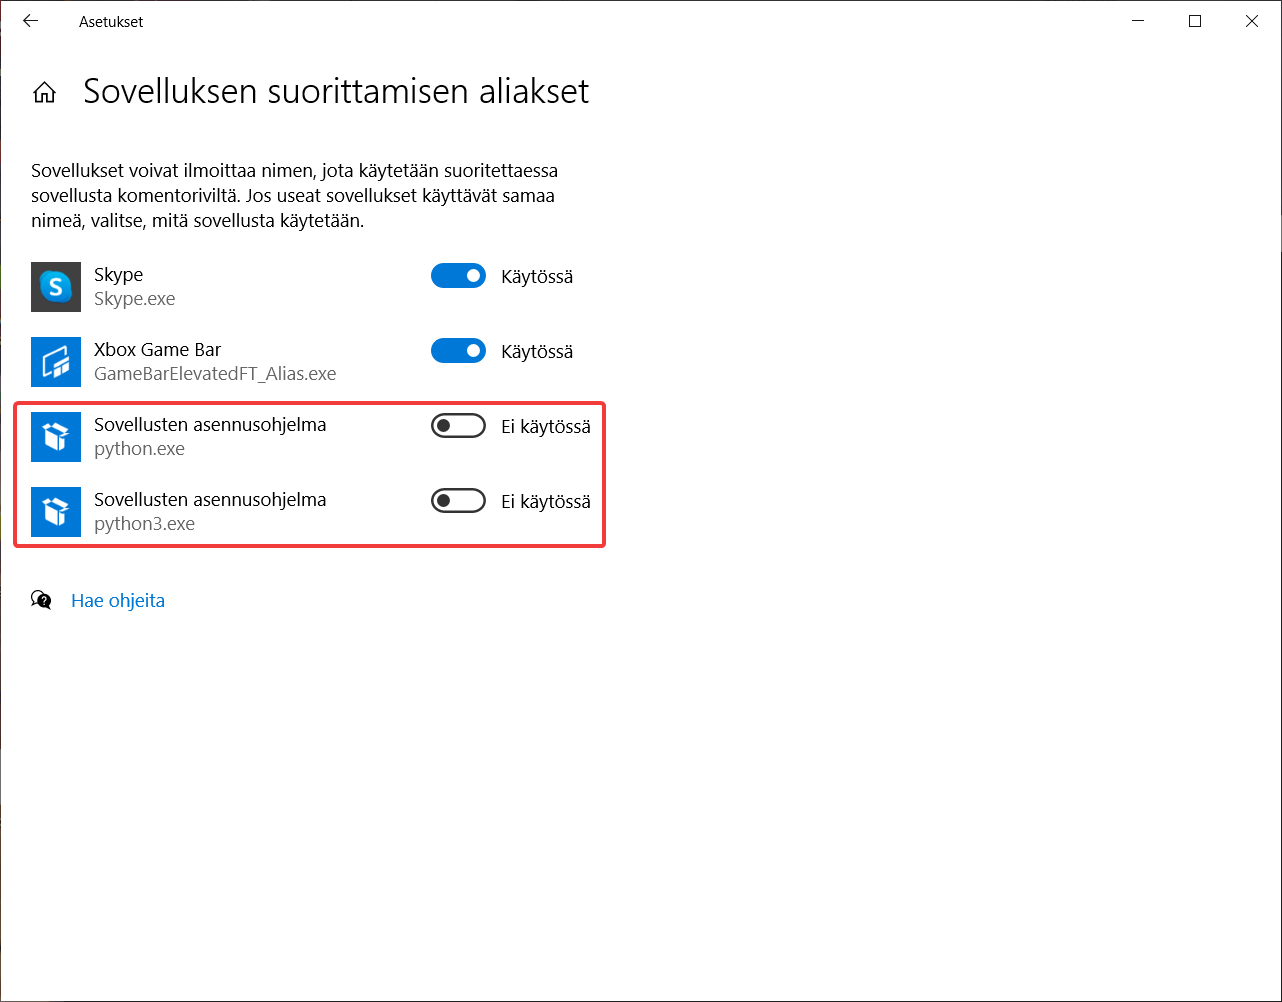 Asetukset
Sovelluksen suorittamisen aliakset
Sovellukset voivat ilmoittaa nimen, jota käytetään suoritettaessa
sovellusta komentoriviltä. Jos useat sovellukset käyttävät samaa
nimeä, valitse, mitä sovellusta käytetään.
Skype
Käytössä
Skype.exe
Xbox Game Bar
Käytössä
GameBarElevatedFT_Alias.exe
Sovellusten asennusohjelma
Ei käytössä
python.exe
Sovellusten asennusohjelma
Ei käytössä
python3.exe
Hae ohjeita